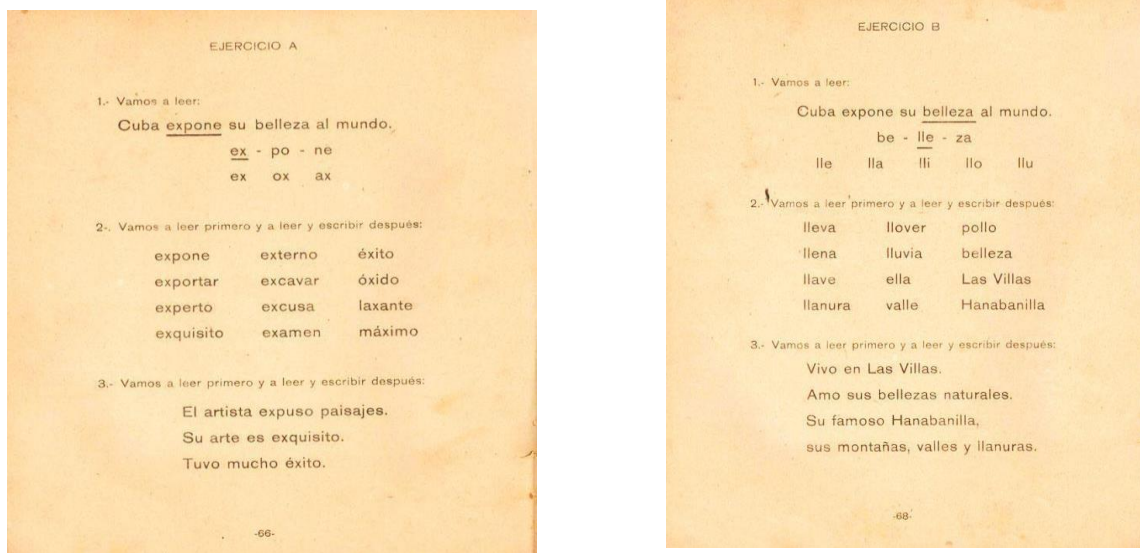 EJERCICIO A
1.- Vamos a leer:
Cuba expone su belleza al mundo.
ex - po - ne
ex ox ax
2-. Vamos a leer primero y a leer y escribir después:
expone externo éxito
exportar excavar óxido
experto excusa laxante
exquisito examen máximo
3.- Vamos a leer primero y a leer y escribir después:
El artista expuso paisajes.
Su arte es exquisito.
Tuvo mucho éxito.
-66-
EJERCICIO B
1.- Vamos a leer:
Cuba expone su belleza al mundo.
be - lle - za
lle lla lli llo llu
2.- Vamos a leer primero y a leer y escribir después:
lleva llover pollo
llena lluvia belleza
llave ella Las Villas
llanura valle Hanabanilla
3.- Vamos a leer primero y a leer y escribir después:
Vivo en Las Villas.
Amo sus bellezas naturales.
Su famoso Hanabanilla,
sus montañas, valles y llanuras.
-68-